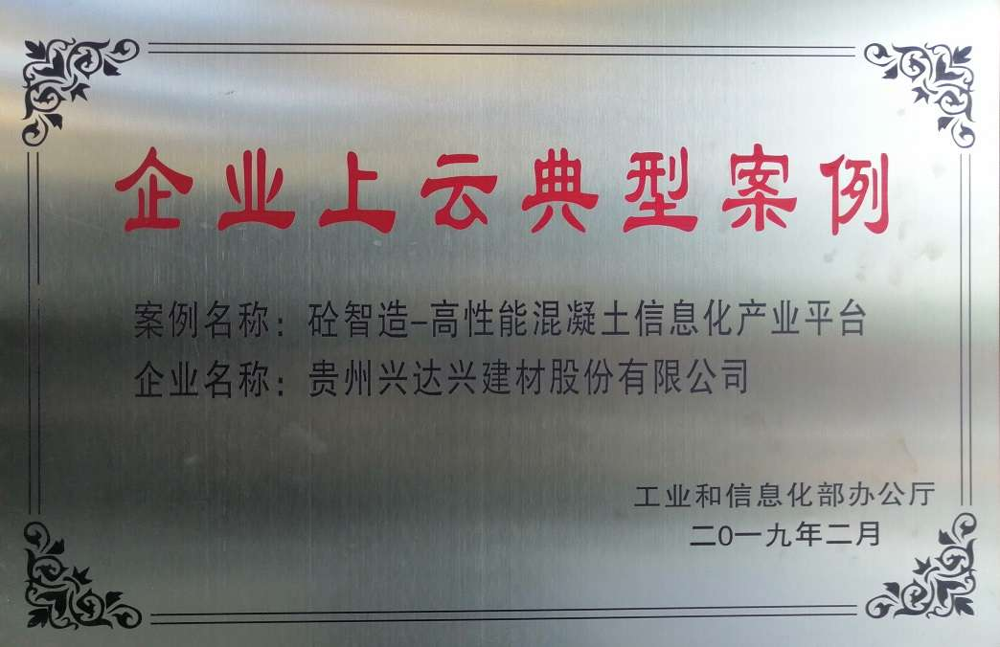 企业上云典型案例
案例名称：砼智造-高性能混凝土信息化产业平台
企业名称：贵州兴达兴建材股份有限公司
工业和信息化部办公厅
二0一九年二月